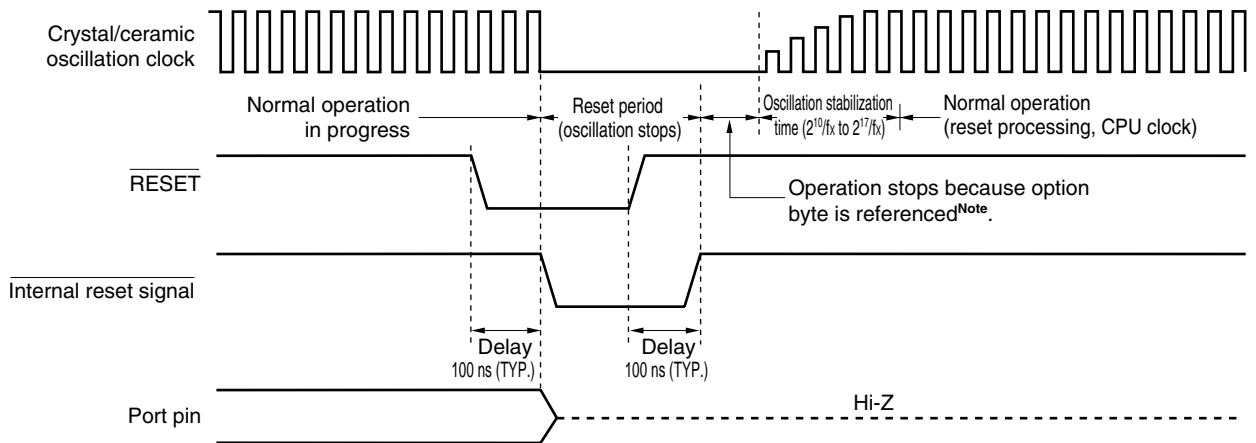 Crystal/ceramic
oscillation clock
Normal operation
in progress
Reset period
(oscillation stops)
Oscillation stabilization
time (2¹⁰/fx to 2¹⁷/fx)
Normal operation
(reset processing, CPU clock)
RESET
Operation stops because option
byte is referenced^Note.
Internal reset signal
Delay
100 ns (TYP.)
Delay
100 ns (TYP.)
Port pin
Hi-Z